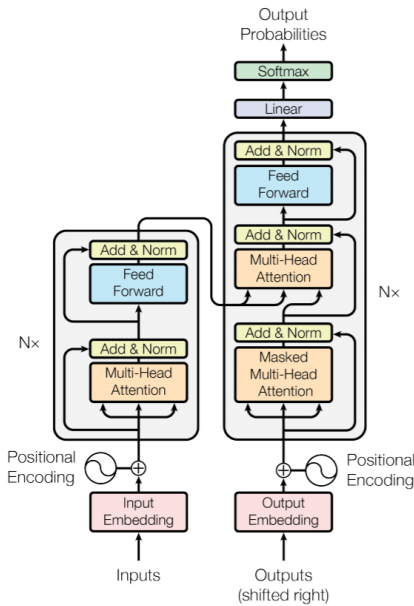 Output
Probabilities
Softmax
Linear
Add & Norm
Feed
Forward
Add & Norm
Multi-Head
Attention
Add & Norm
Masked
Multi-Head
Attention
Nx
Add & Norm
Feed
Forward
Nx
Add & Norm
Multi-Head
Attention
Positional
Encoding
Positional
Encoding
Input
Embedding
Output
Embedding
Inputs
Outputs
(shifted right)